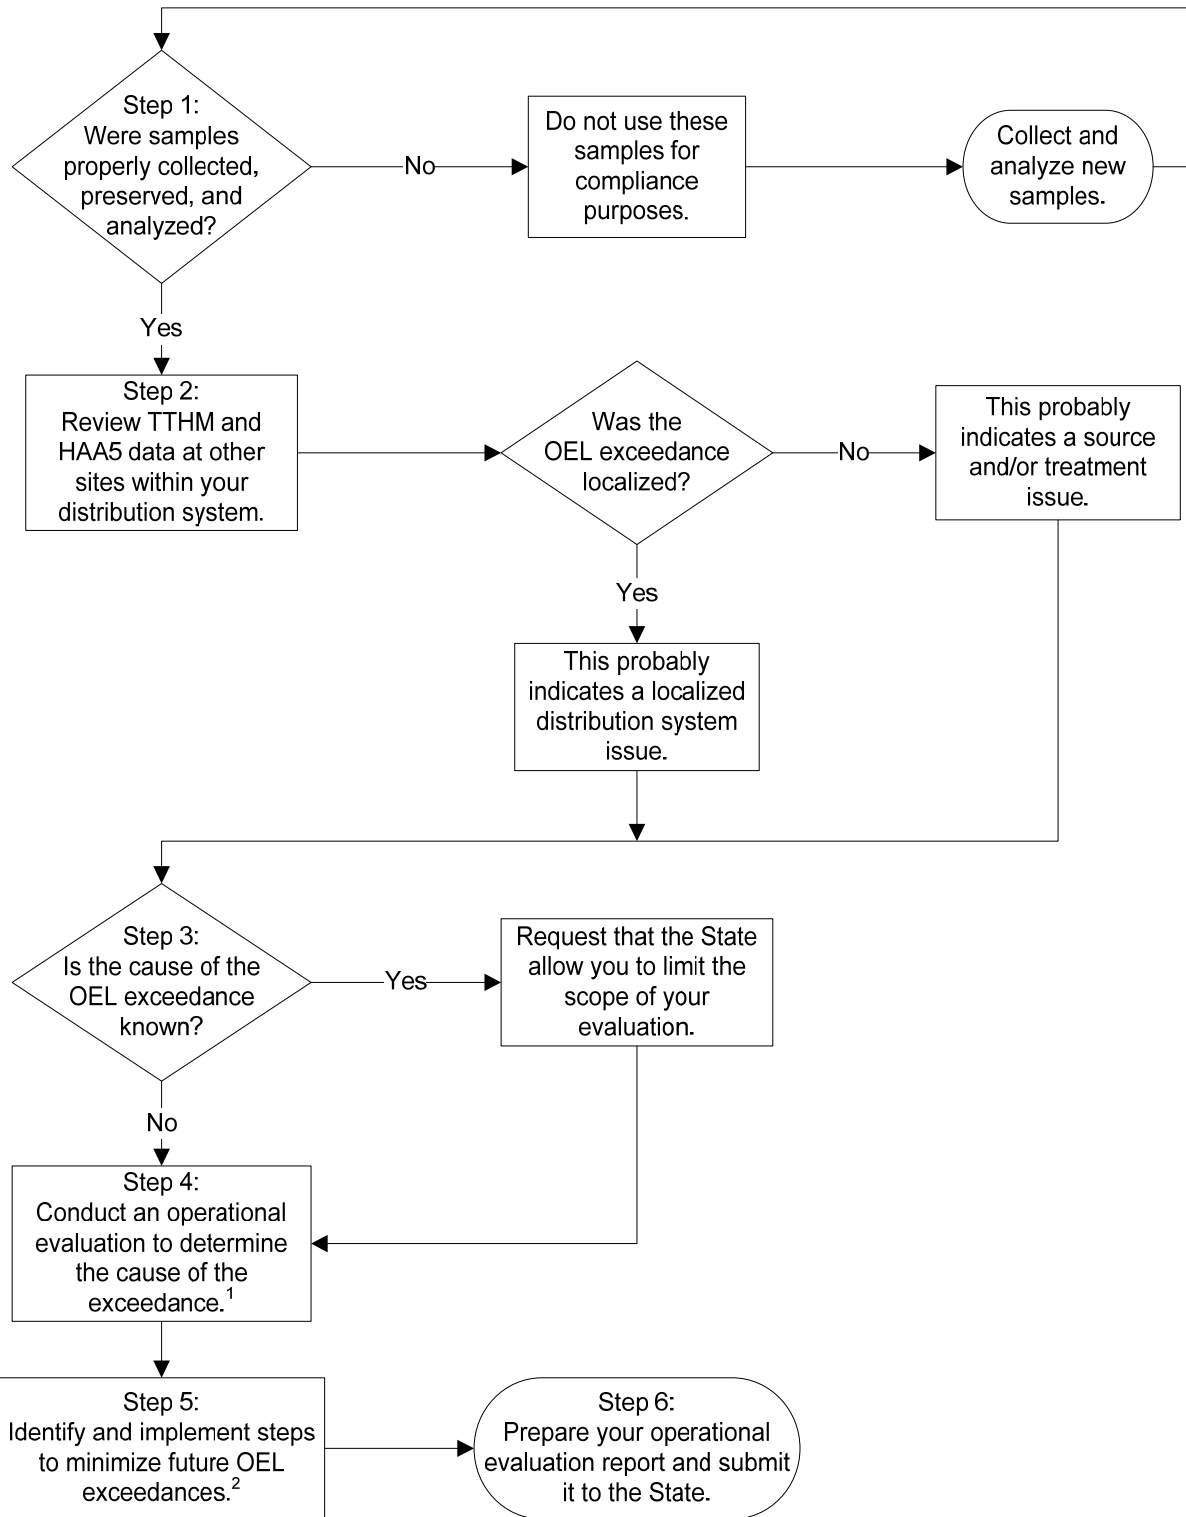 Step 1:
Were samples
properly collected,
preserved, and
analyzed?
No
Do not use these
samples for
compliance
purposes.
Collect and
analyze new
samples.
Yes
Step 2:
Review TTHM and
HAA5 data at other
sites within your
distribution system.
Was the
OEL exceedance
localized?
No
This probably
indicates a source
and/or treatment
issue.
Yes
This probably
indicates a localized
distribution system
issue.
Step 3:
Is the cause of the
OEL exceedance
known?
Yes
Request that the State
allow you to limit the
scope of your
evaluation.
No
Step 4:
Conduct an operational
evaluation to determine
the cause of the
exceedance.¹
Step 5:
Identify and implement steps
to minimize future OEL
exceedances.²
Step 6:
Prepare your operational
evaluation report and submit
it to the State.